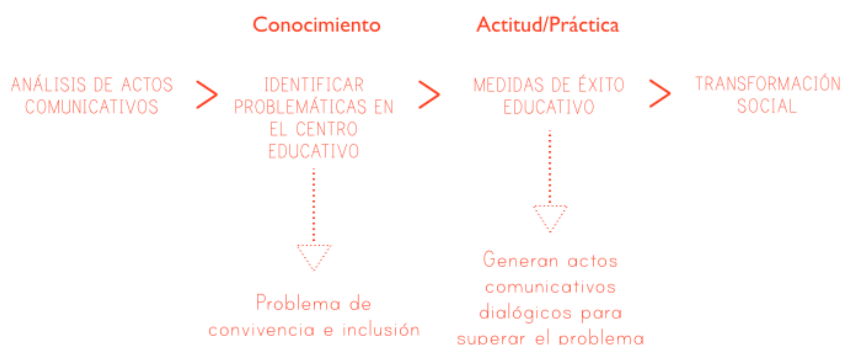 Conocimiento
Actitud/Práctica
ANÁLISIS DE ACTOS
COMUNICATIVOS
>
IDENTIFICAR
PROBLEMÁTICAS EN
EL CENTRO
EDUCATIVO
>
MEDIDAS DE ÉXITO
EDUCATIVO
>
TRANSFORMACIÓN
SOCIAL
Problema de
convivencia e inclusión
Generan actos
comunicativos
dialógicos para
superar el problema